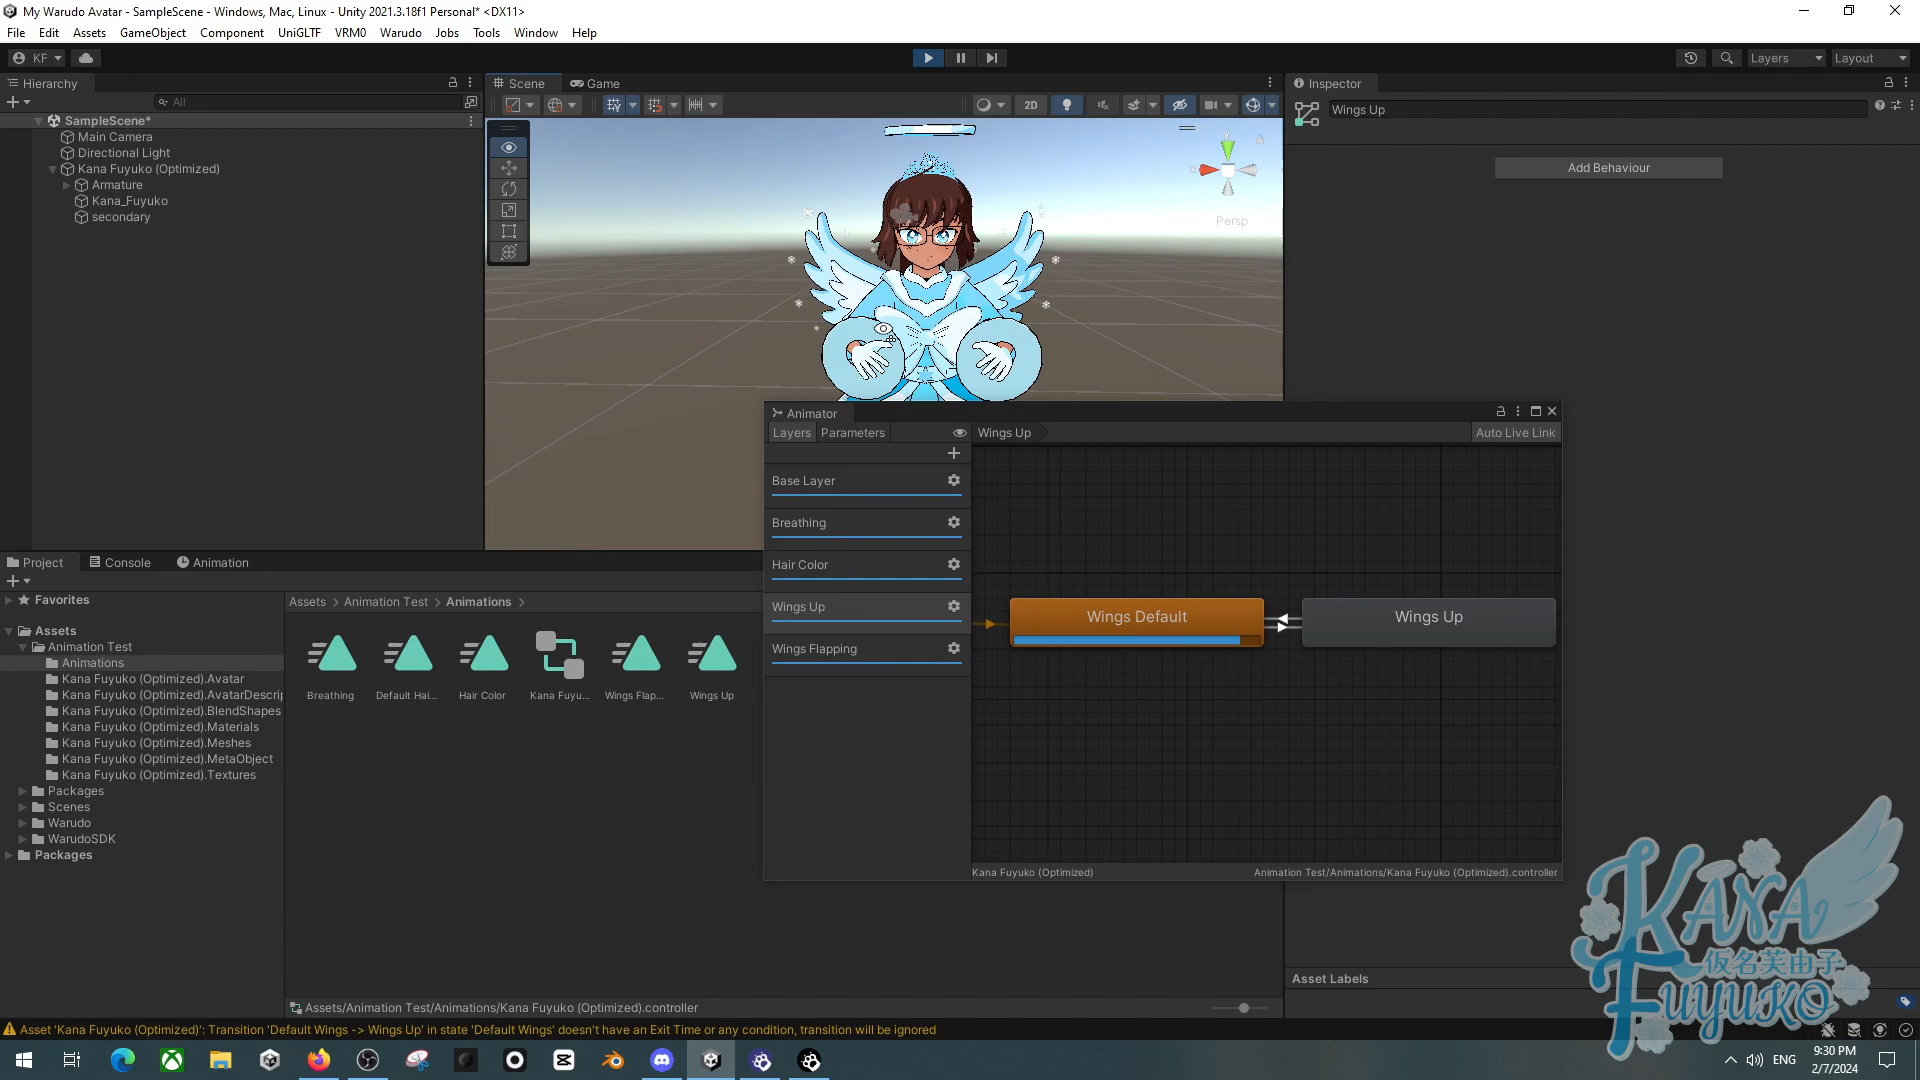 My Warudo Avatar - SampleScene - Windows, Mac, Linux - Unity 2021.3.18f1 Personal* <DX11>
File Edit Assets GameObject Component UniGLTF VRM0 Warudo Jobs Tools Window Help
KF Layers Layout
Hierarchy
All
SampleScene*
Main Camera
Directional Light
Kana Fuyuko (Optimized)
Armature
Kana_Fuyuko
secondary
Scene Game
2D
y
Persp
Inspector
Wings Up
Add Behaviour
Animator
Layers Parameters Wings Up Auto Live Link
Base Layer
Breathing
Hair Color
Wings Up
Wings Flapping
Wings Default
Wings Up
Kana Fuyuko (Optimized) Animation Test/Animations/Kana Fuyuko (Optimized).controller
Project Console Animation
Favorites
Assets
Animation Test
Animations
Kana Fuyuko (Optimized).Avatar
Kana Fuyuko (Optimized).AvatarDescrip
Kana Fuyuko (Optimized).BlendShapes
Kana Fuyuko (Optimized).Materials
Kana Fuyuko (Optimized).Meshes
Kana Fuyuko (Optimized).MetaObject
Kana Fuyuko (Optimized).Textures
Packages
Scenes
Warudo
WarudoSDK
Packages
Assets > Animation Test > Animations >
Breathing Default Hai... Hair Color Kana Fuyu... Wings Flap... Wings Up
Assets/Animation Test/Animations/Kana Fuyuko (Optimized).controller
Asset Labels
KANA
仮名芙由子
FUYUKO
Asset 'Kana Fuyuko (Optimized)': Transition 'Default Wings -> Wings Up' in state 'Default Wings' doesn't have an Exit Time or any condition, transition will be ignored
ENG
9:30 PM
2/7/2024